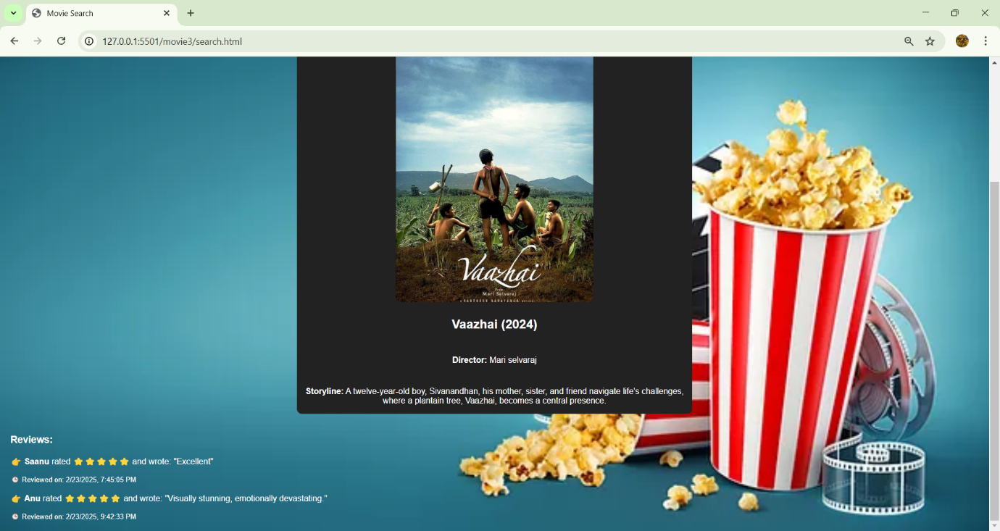 Movie Search
127.0.0.1:5501/movie3/search.html
Vaazhai
From
Mari Selvaraj
Vaazhai (2024)
Director: Mari selvaraj
Storyline: A twelve-year-old boy, Sivanandhan, his mother, sister, and friend navigate life's challenges,
where a plantain tree, Vaazhai, becomes a central presence.
Reviews:
👉 Saanu rated ⭐⭐⭐⭐⭐ and wrote: "Excellent"
🕒 Reviewed on: 2/23/2025, 7:45:05 PM
👉 Anu rated ⭐⭐⭐⭐⭐ and wrote: "Visually stunning, emotionally devastating."
🕒 Reviewed on: 2/23/2025, 9:42:33 PM